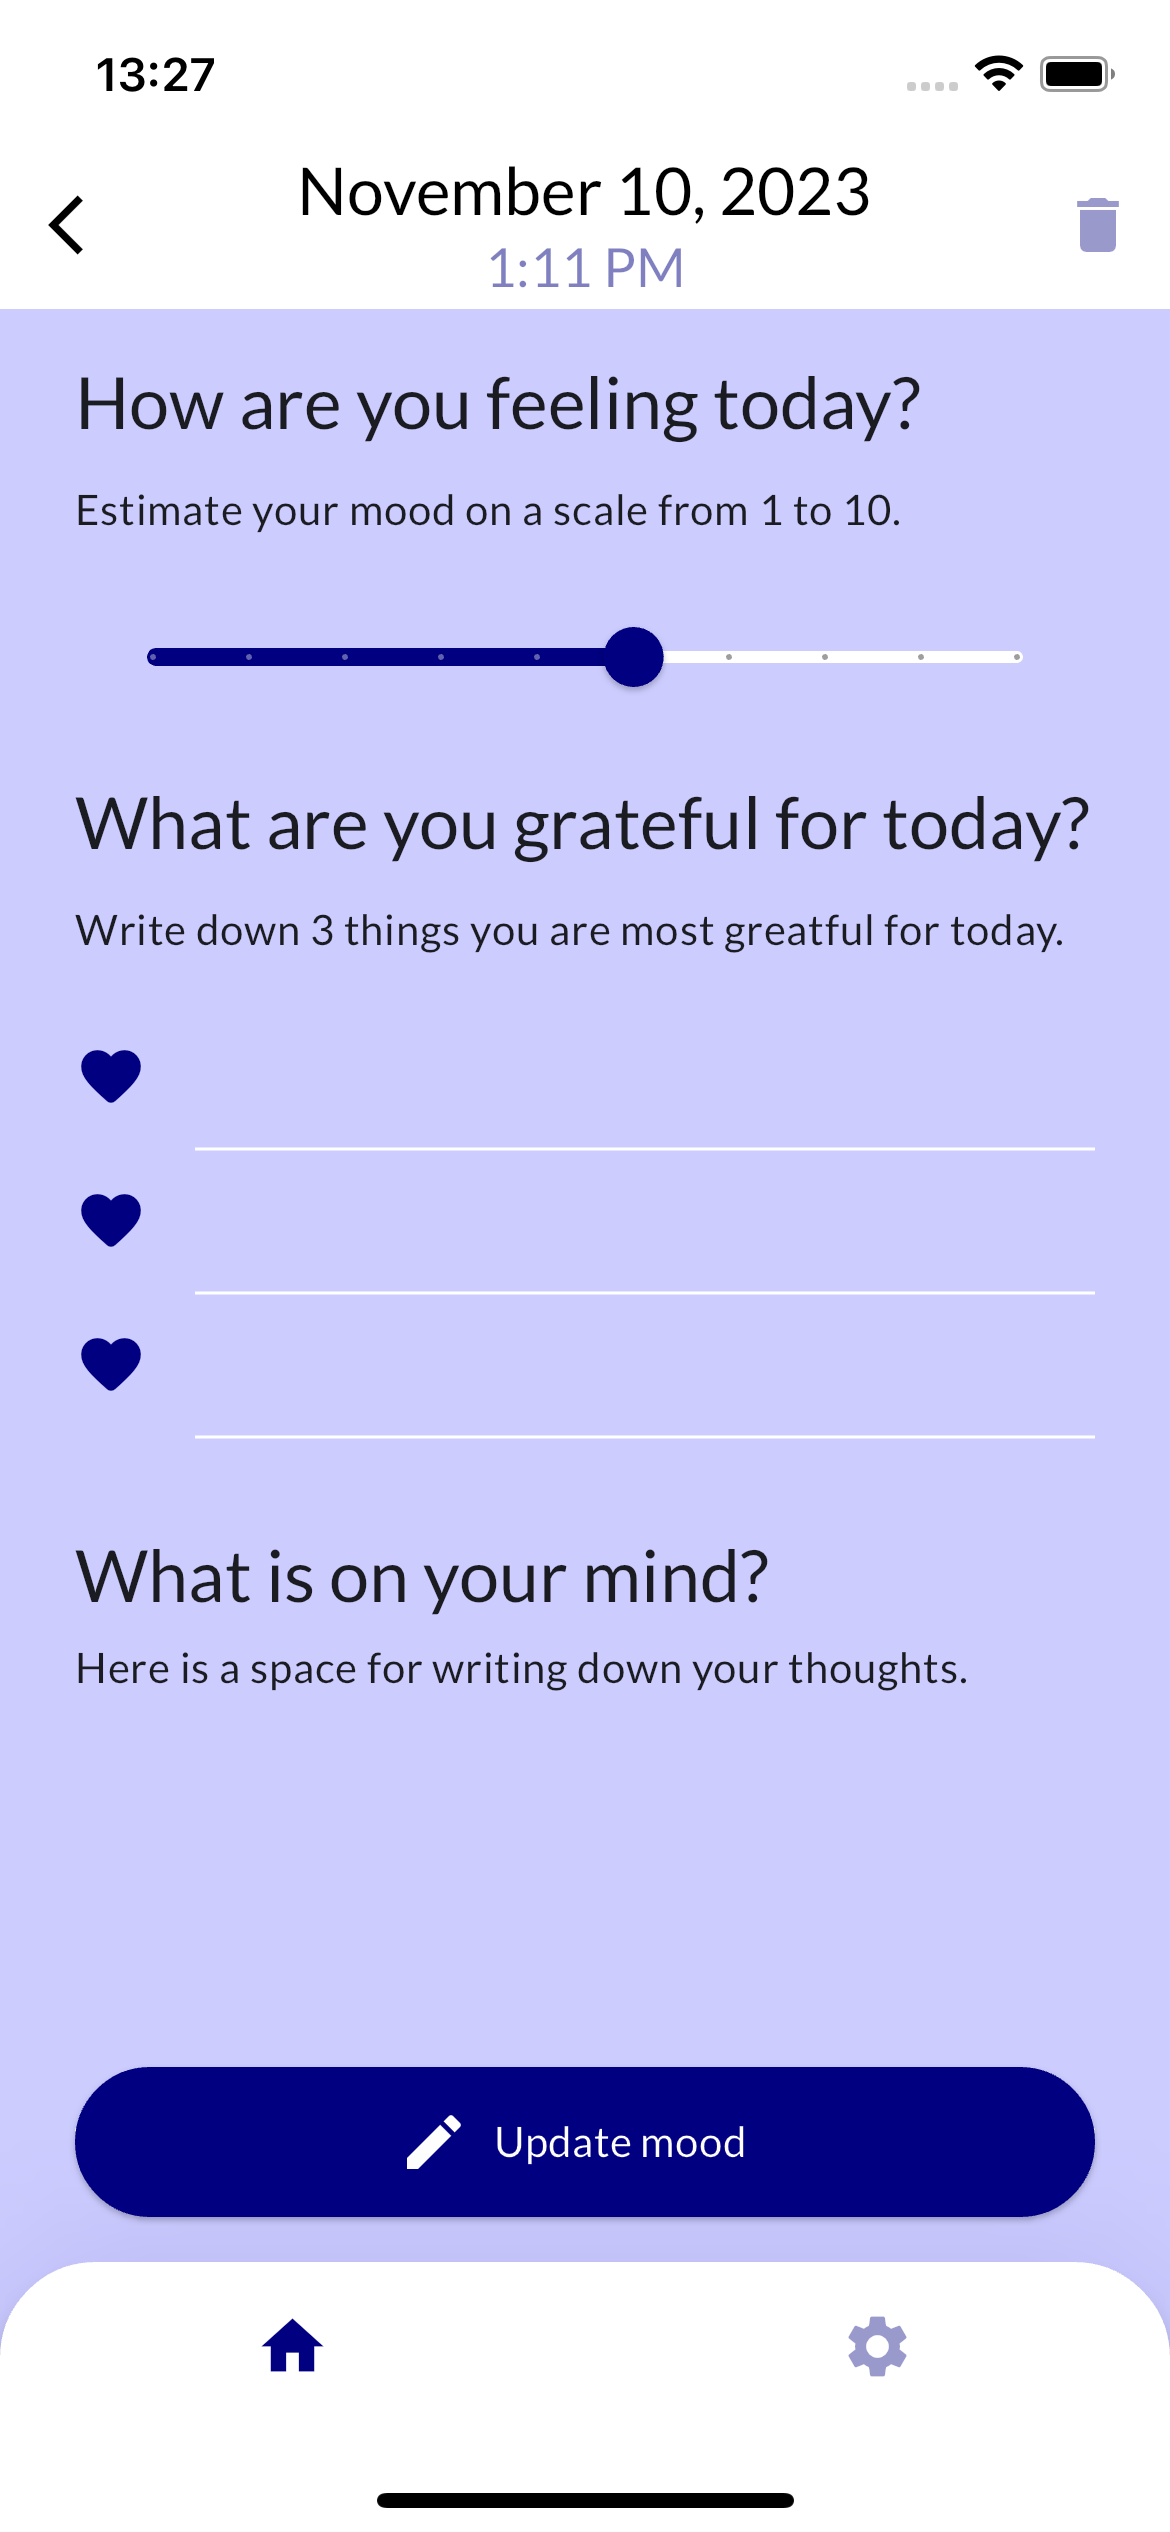 13:27
November 10, 2023
1:11 PM
How are you feeling today?
Estimate your mood on a scale from 1 to 10.
What are you grateful for today?
Write down 3 things you are most greatful for today.
What is on your mind?
Here is a space for writing down your thoughts.
Update mood